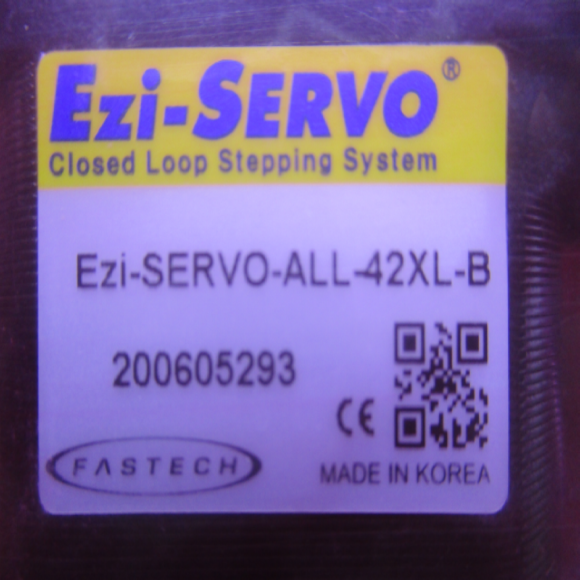 Ezi-SERVO®
Closed Loop Stepping System
Ezi-SERVO-ALL-42XL-B
200605293
CE
FASTECH
MADE IN KOREA